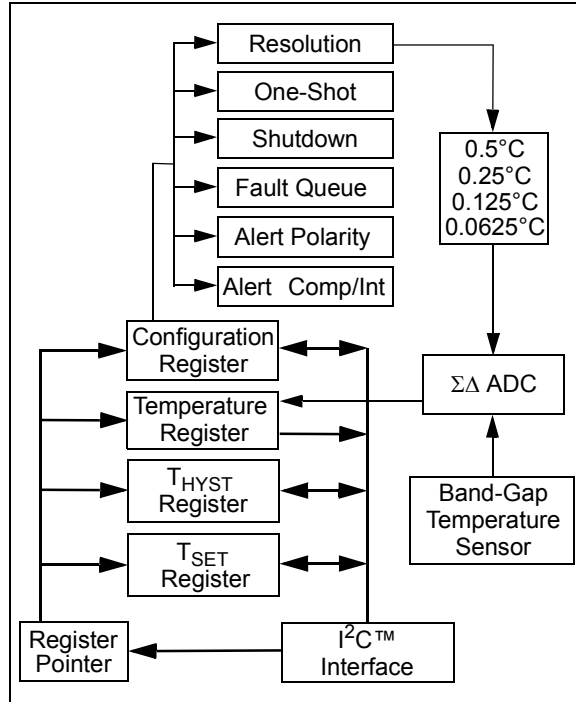 Resolution
One-Shot
Shutdown
Fault Queue
Alert Polarity
Alert Comp/Int
0.5°C
0.25°C
0.125°C
0.0625°C
Configuration
Register
Temperature
Register
THYST
Register
TSET
Register
ΣΔ ADC
Band-Gap
Temperature
Sensor
Register
Pointer
I²C™
Interface